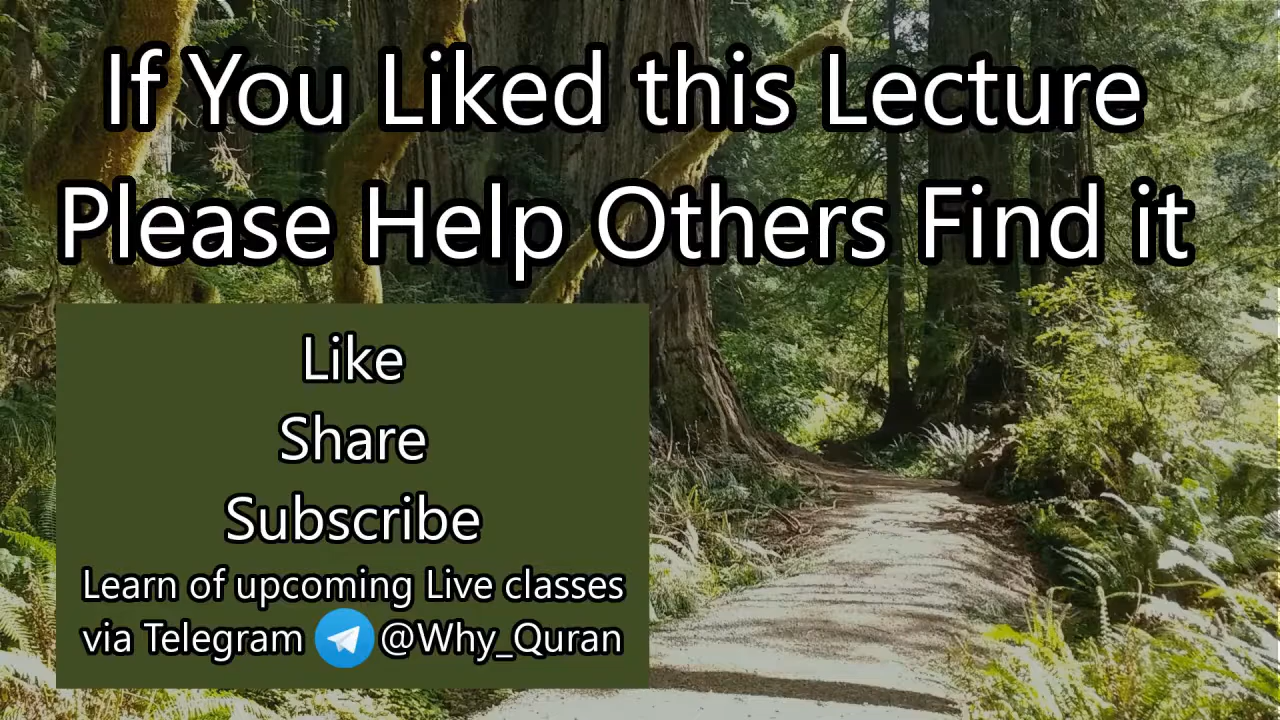 If You Liked this Lecture
Please Help Others Find it
Like
Share
Subscribe
Learn of upcoming Live classes
via Telegram @Why_Quran